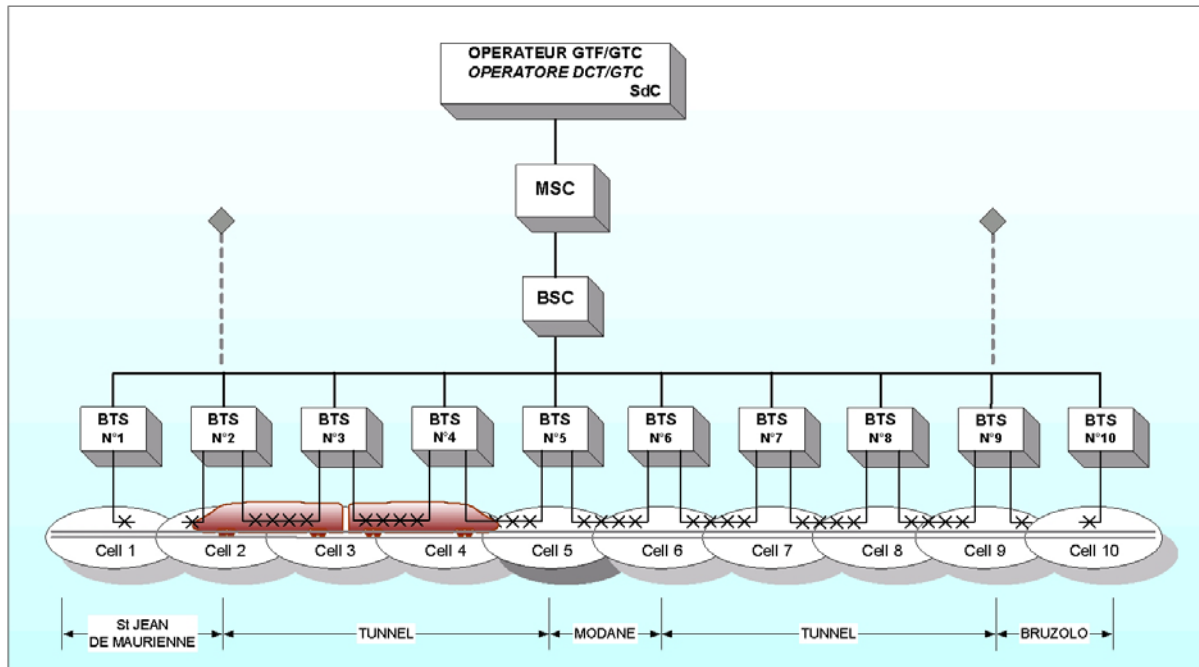 OPERATEUR GTF/GTC
OPERATORE DCT/GTC
SdC
MSC
BSC
BTS
N°1
BTS
N°2
BTS
N°3
BTS
N°4
BTS
N°5
BTS
N°6
BTS
N°7
BTS
N°8
BTS
N°9
BTS
N°10
Cell 1
Cell 2
Cell 3
Cell 4
Cell 5
Cell 6
Cell 7
Cell 8
Cell 9
Cell 10
St JEAN
DE MAURIENNE
TUNNEL
MODANE
TUNNEL
BRUZOLO